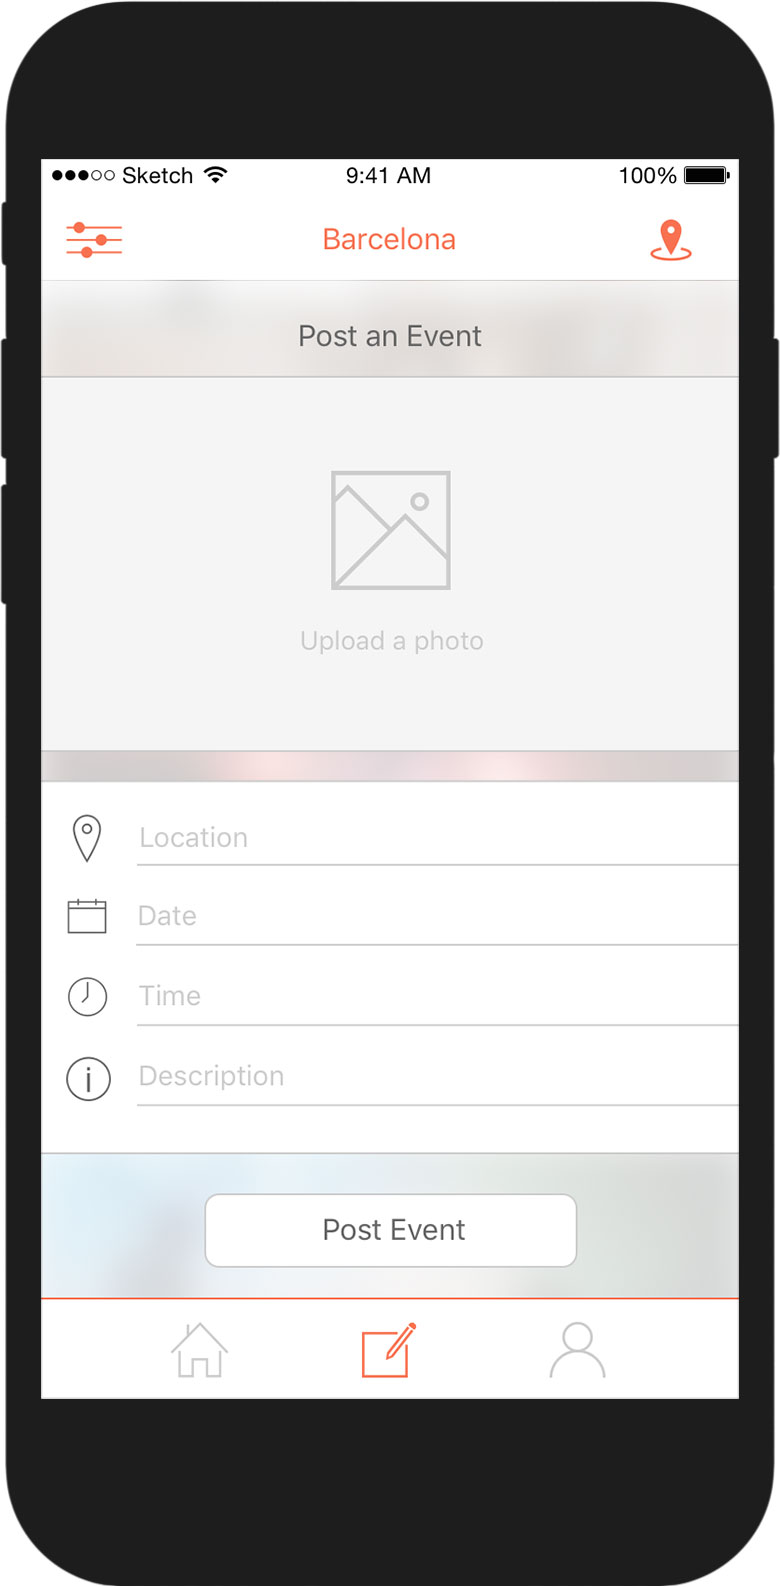 ●●●○○ Sketch 9:41 AM 100%
Barcelona
Post an Event
Upload a photo
Location
Date
Time
Description
Post Event